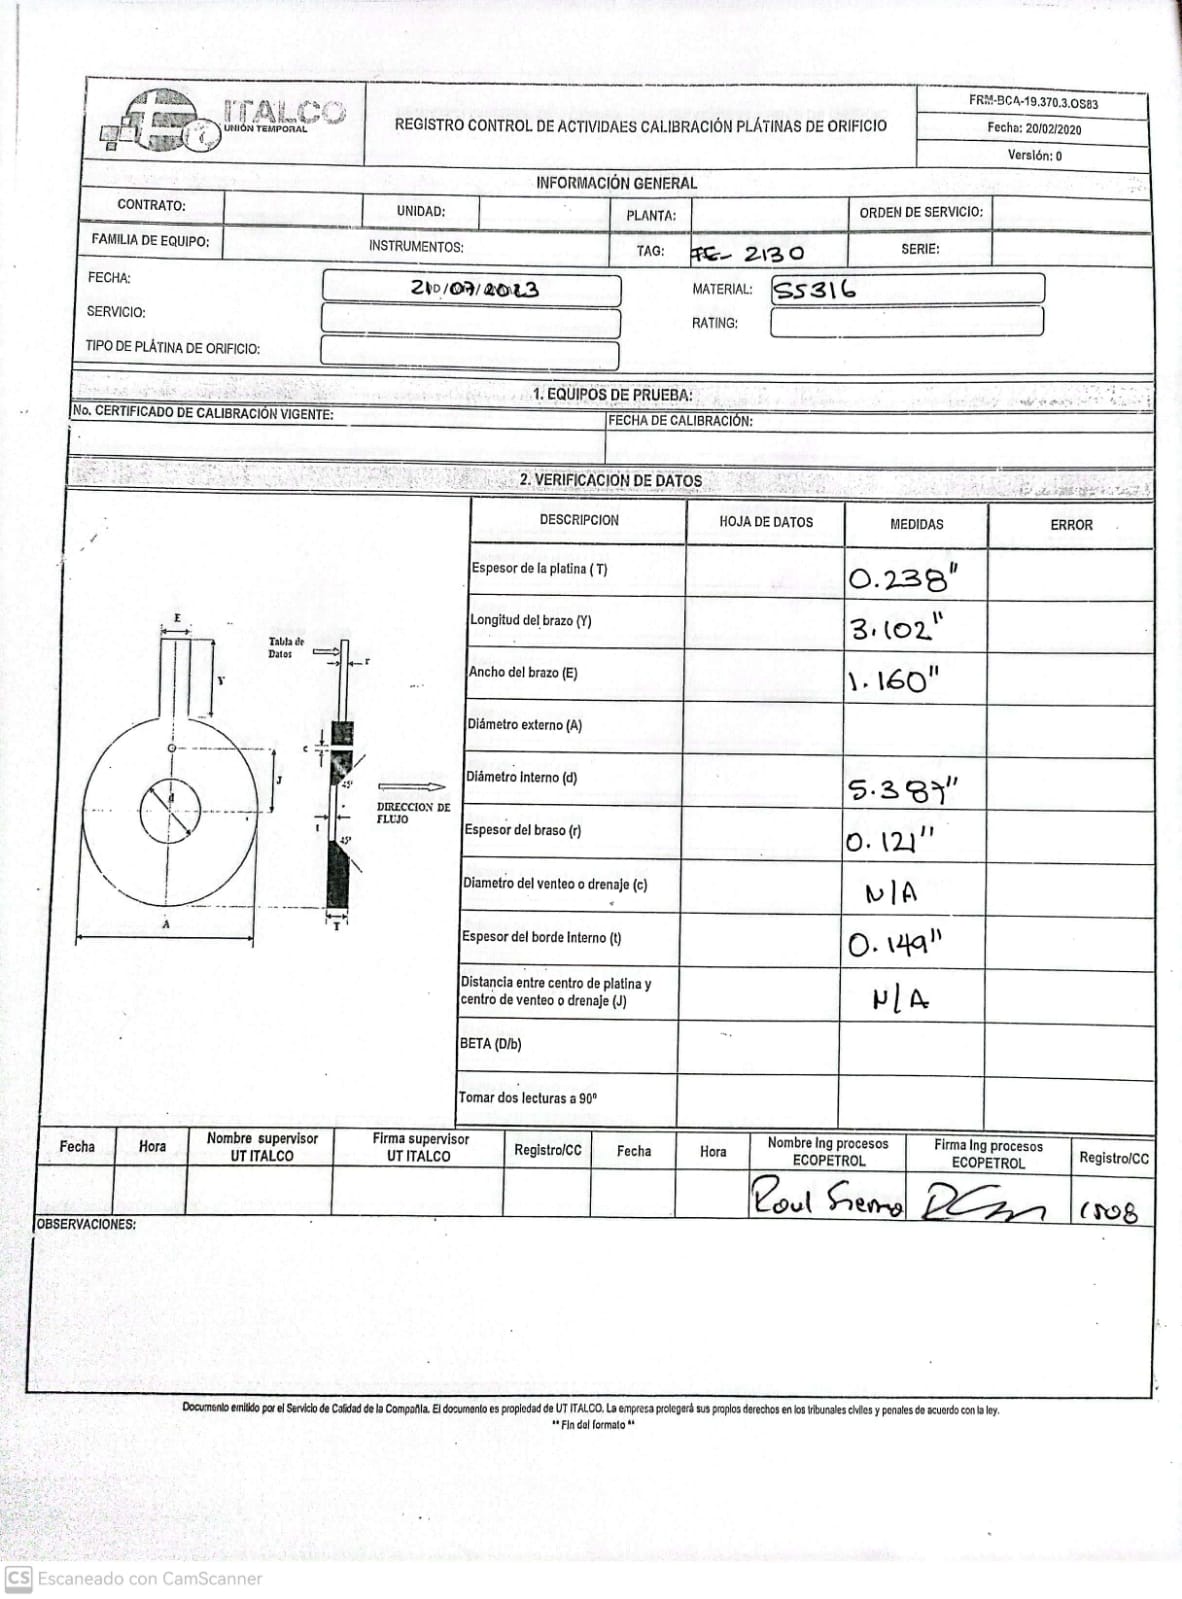 ITALCO
UNIÓN TEMPORAL
REGISTRO CONTROL DE ACTIVIDAES CALIBRACIÓN PLÁTINAS DE ORIFICIO
FRM-BCA-19.370.3.OS83
Fecha: 20/02/2020
Versión: 0
INFORMACIÓN GENERAL
CONTRATO: UNIDAD: PLANTA: ORDEN DE SERVICIO:
FAMILIA DE EQUIPO: INSTRUMENTOS: TAG: FE- 2130 SERIE:
FECHA: /07/2023 MATERIAL: SS316
SERVICIO: RATING:
TIPO DE PLÁTINA DE ORIFICIO:
1. EQUIPOS DE PRUEBA:
No. CERTIFICADO DE CALIBRACIÓN VIGENTE: FECHA DE CALIBRACIÓN:
2. VERIFICACION DE DATOS
DESCRIPCION HOJA DE DATOS MEDIDAS ERROR
Espesor de la platina ( T) 0.238"
Longitud del brazo (Y) 3.102"
Ancho del brazo (E) 1.160"
Diámetro externo (A)
Diámetro Interno (d) 5.387"
Espesor del braso (r) 0.121"
Diametro del venteo o drenaje (c) N/A
Espesor del borde Interno (t) 0.149"
Distancia entre centro de platina y
centro de venteo o drenaje (J) N/A
BETA (D/b)
Tomar dos lecturas a 90º
E
Tabla de
Datos
r
Y
c
J
45º
d
DIRECCION DE
FLUJO
t
45º
A
T
Fecha Hora Nombre supervisor
UT ITALCO Firma supervisor
UT ITALCO Registro/CC Fecha Hora Nombre Ing procesos
ECOPETROL Firma Ing procesos
ECOPETROL Registro/CC
Raul Sierra 1508
OBSERVACIONES:
Documento emitido por el Servicio de Calidad de la Compañía. El documento es propiedad de UT ITALCO. La empresa protegerá sus propios derechos en los tribunales civiles y penales de acuerdo con la ley.
** Fin del formato **
CS Escaneado con CamScanner